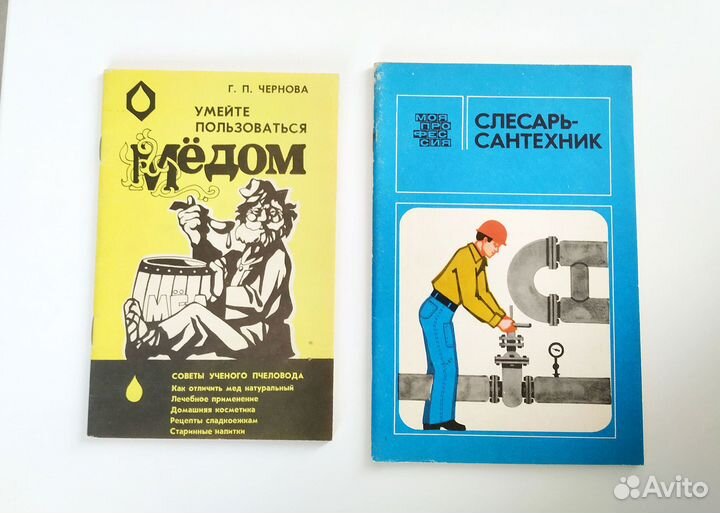 Г. П. ЧЕРНОВА
УМЕЙТЕ
ПОЛЬЗОВАТЬСЯ
МЁДОМ
МЁД
СОВЕТЫ УЧЕНОГО ПЧЕЛОВОДА
Как отличить мед натуральный
Лечебное применение
Домашняя косметика
Рецепты сладкоежкам
Старинные напитки
МОЯ
ПРО
ФЕС
СИЯ
СЛЕСАРЬ-
САНТЕХНИК
Avito